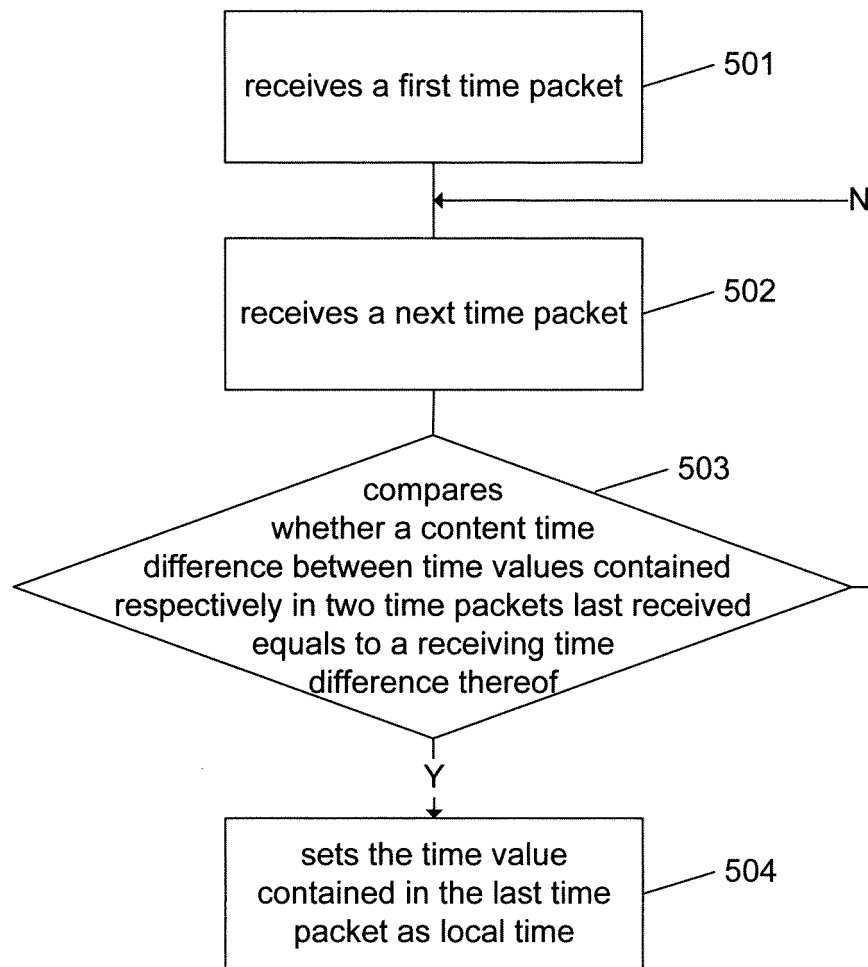 receives a first time packet
501
N
receives a next time packet
502
503
compares
whether a content time
difference between time values contained
respectively in two time packets last received
equals to a receiving time
difference thereof
Y
sets the time value
contained in the last time
packet as local time
504